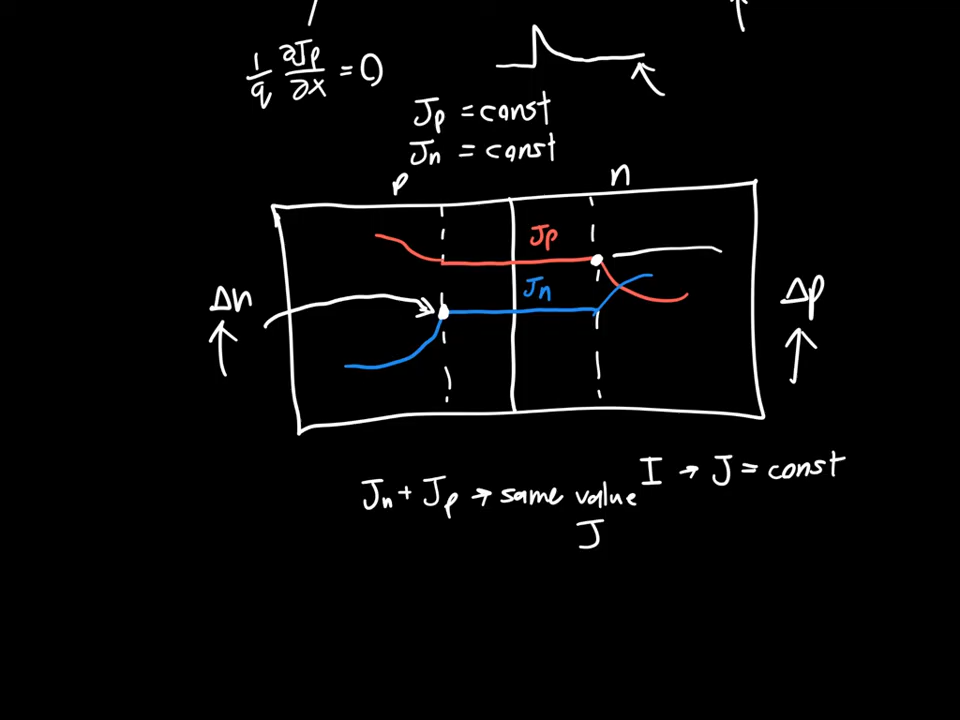 1/q ∂Jp/∂x = 0
Jp = const
Jn = const
p n
Jp
Jn
Δn Δp
I → J = const
Jn + Jp → same value
J